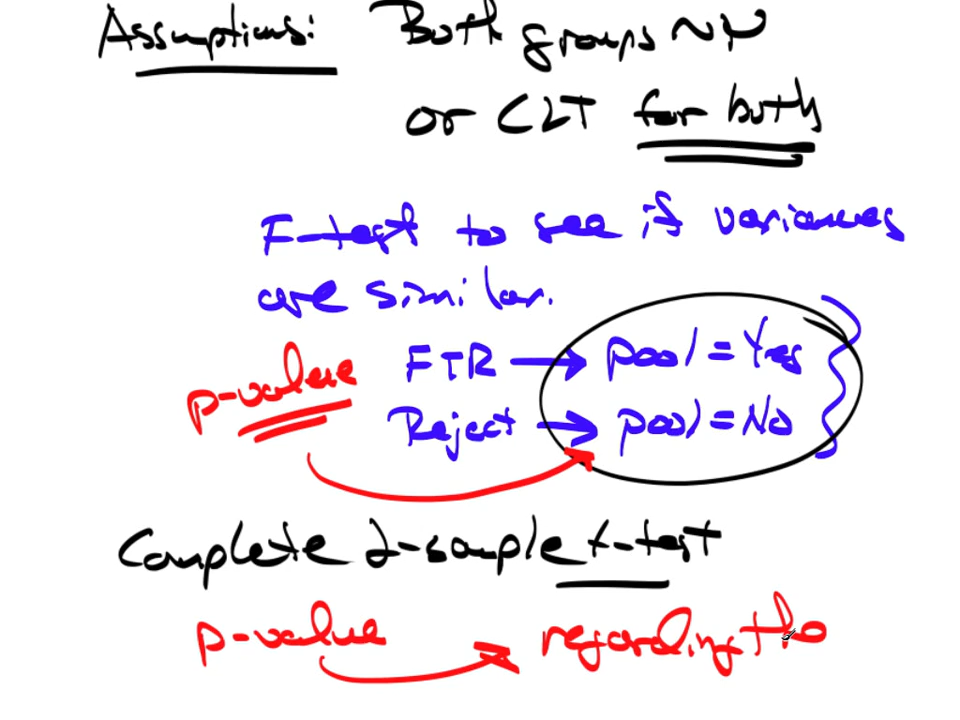 Assumptions: Both groups ~N
or CLT for both
F-test to see if variances
are similar.
p-value FTR → pool = Yes
Reject → pool = No
Complete 2-sample t-test
p-value → regarding the